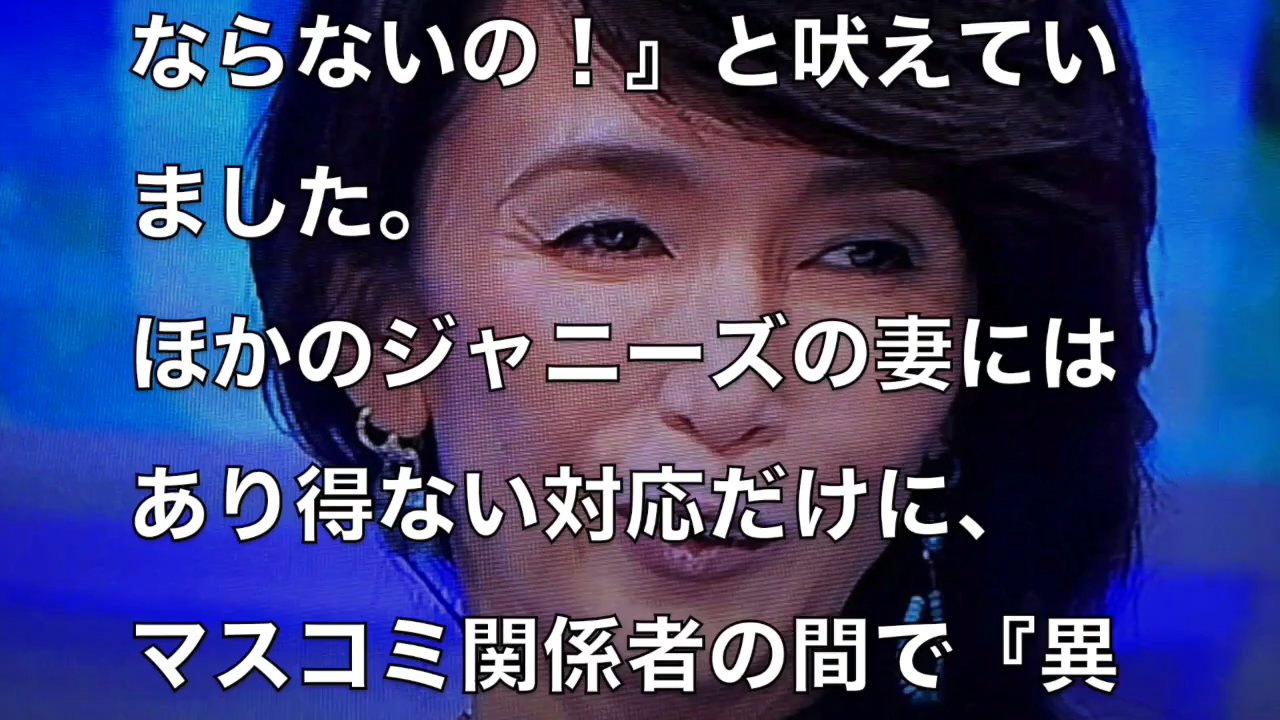 ならないの！』と吠えてい
ました。
ほかのジャニーズの妻には
あり得ない対応だけに、
マスコミ関係者の間で『異